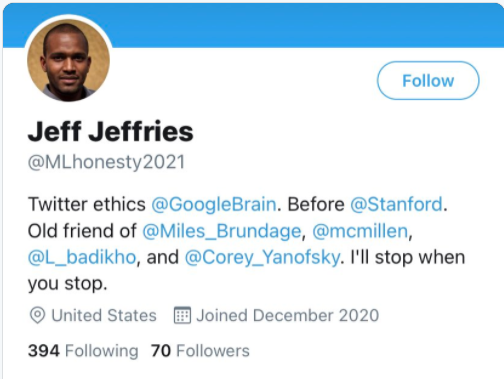 Follow
Jeff Jeffries
@MLhonesty2021
Twitter ethics @GoogleBrain. Before @Stanford.
Old friend of @Miles_Brundage, @mcmillen,
@L_badikho, and @Corey_Yanofsky. I'll stop when
you stop.
United States Joined December 2020
394 Following 70 Followers